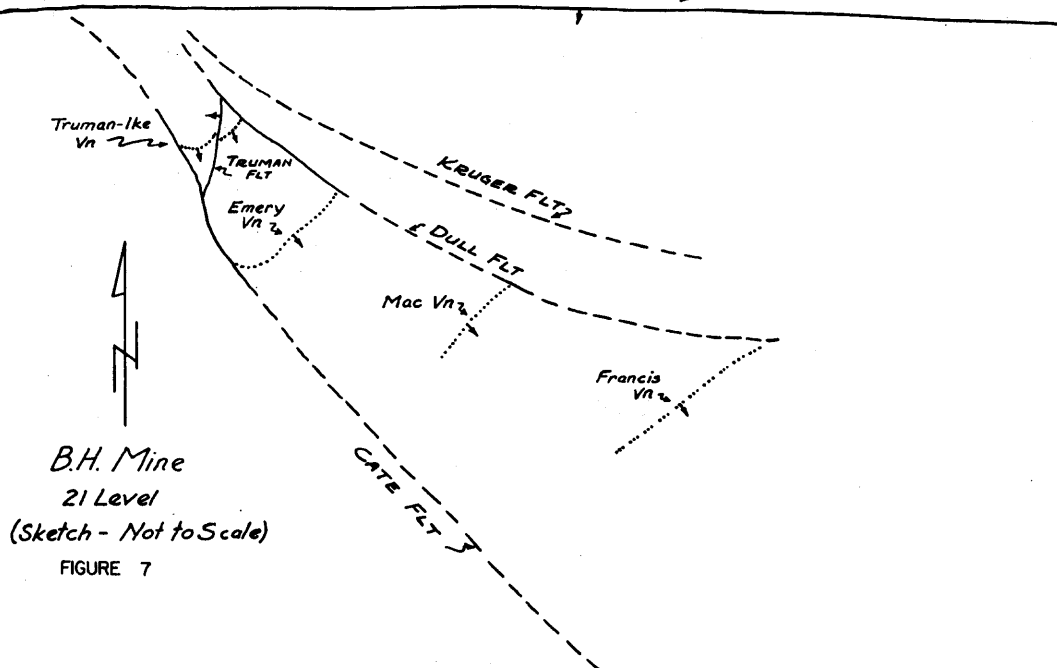 Truman-Ike
Vn
TRUMAN
FLT
KRUGER FLT
Emery
Vn
DULL FLT
Mac Vn
Francis
Vn
CATE FLT
N
B.H. Mine
21 Level
(Sketch - Not to Scale)
FIGURE 7